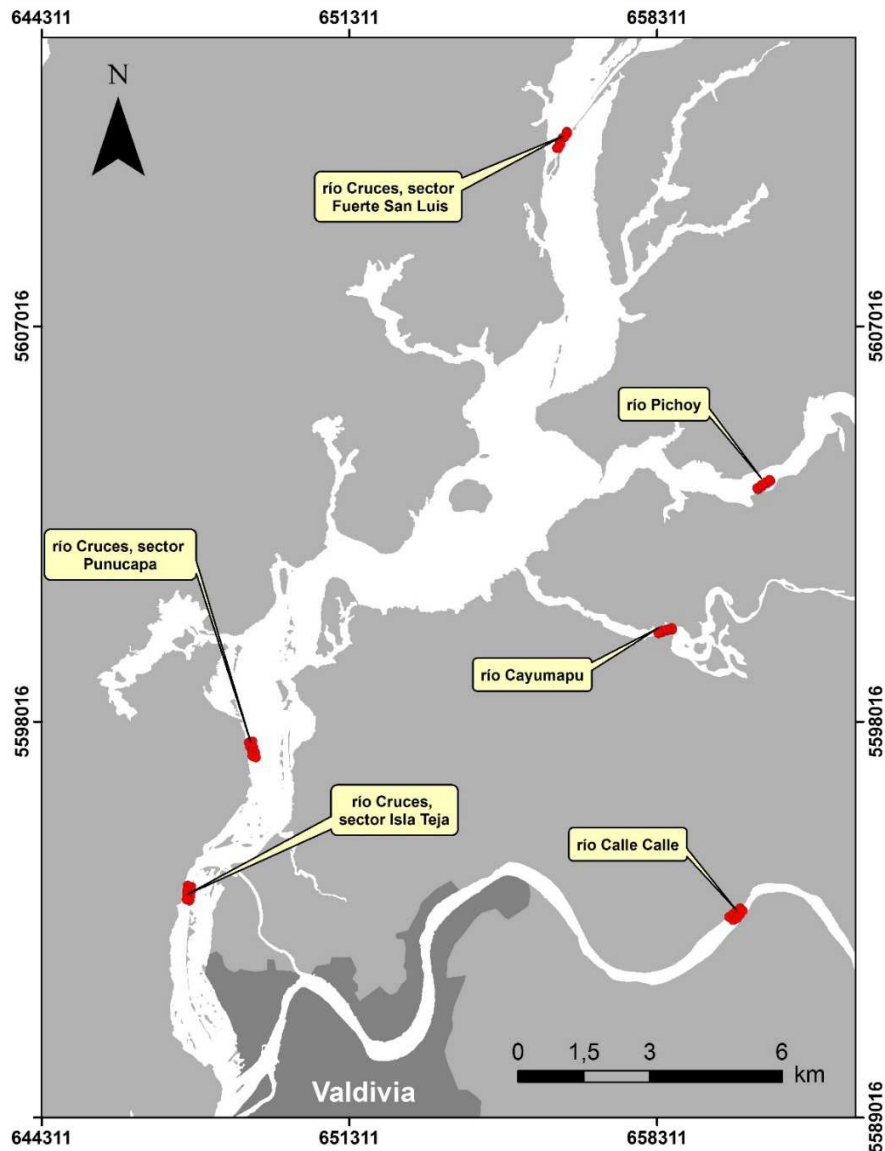 644311
651311
658311
N
río Cruces, sector
Fuerte San Luis
5607016
5607016
río Pichoy
río Cruces, sector
Punucapa
río Cayumapu
5598016
5598016
río Cruces,
sector Isla Teja
río Calle Calle
0
1,5
3
6
km
Valdivia
5589016
644311
651311
658311